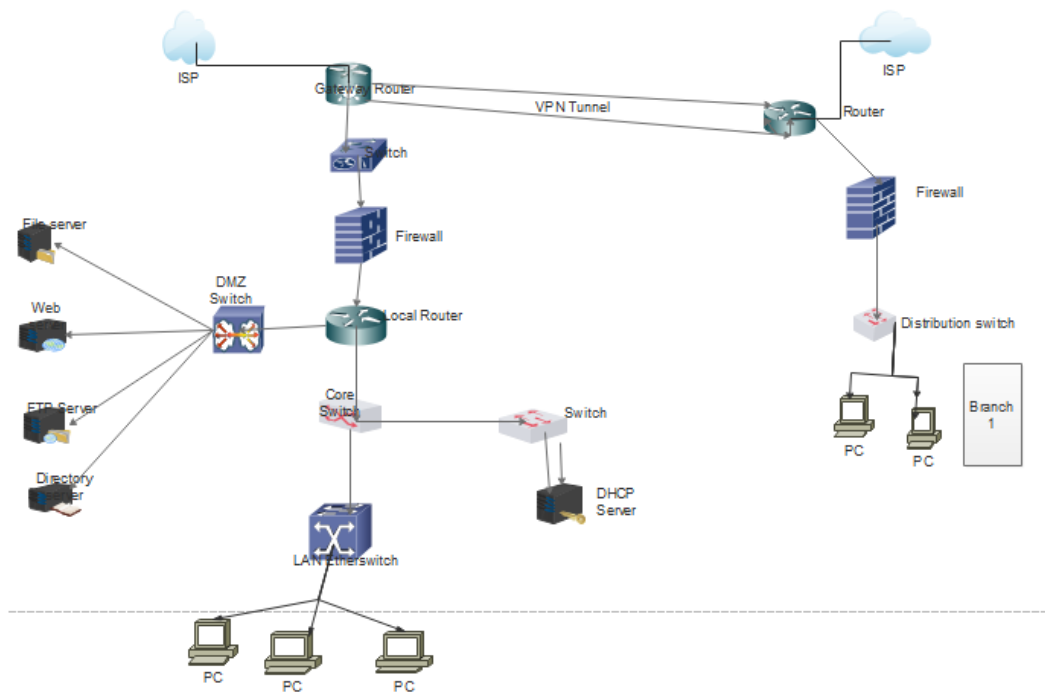 ISP
ISP
Gateway Router
VPN Tunnel
Router
Switch
Firewall
Firewall
File server
DMZ
Switch
Web
Local Router
Distribution switch
Core
Switch
Switch
Branch
1
FTP Server
PC
PC
Directory
server
DHCP
Server
LAN Etherswitch
PC
PC
PC